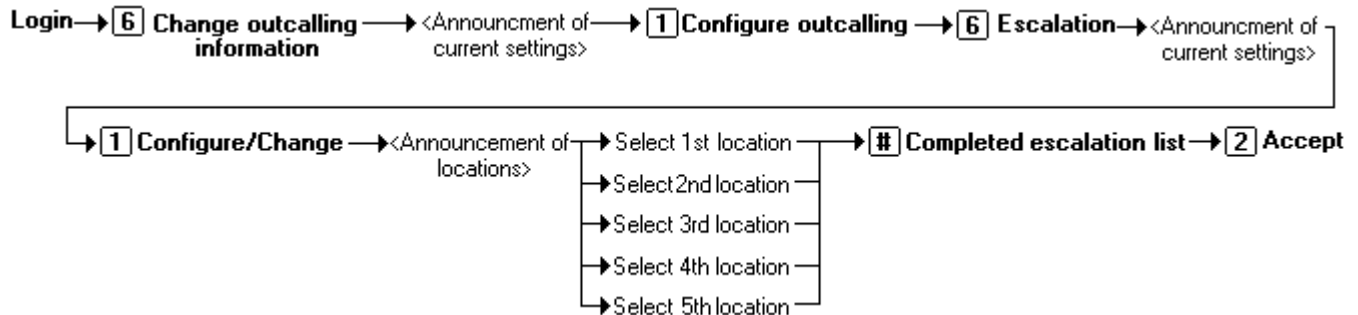 Login 6 Change outcalling <Announcment of 1 Configure outcalling 6 Escalation <Announcment of
information current settings> current settings>
1 Configure/Change <Announcement of Select 1st location # Completed escalation list 2 Accept
locations>
Select 2nd location
Select 3rd location
Select 4th location
Select 5th location